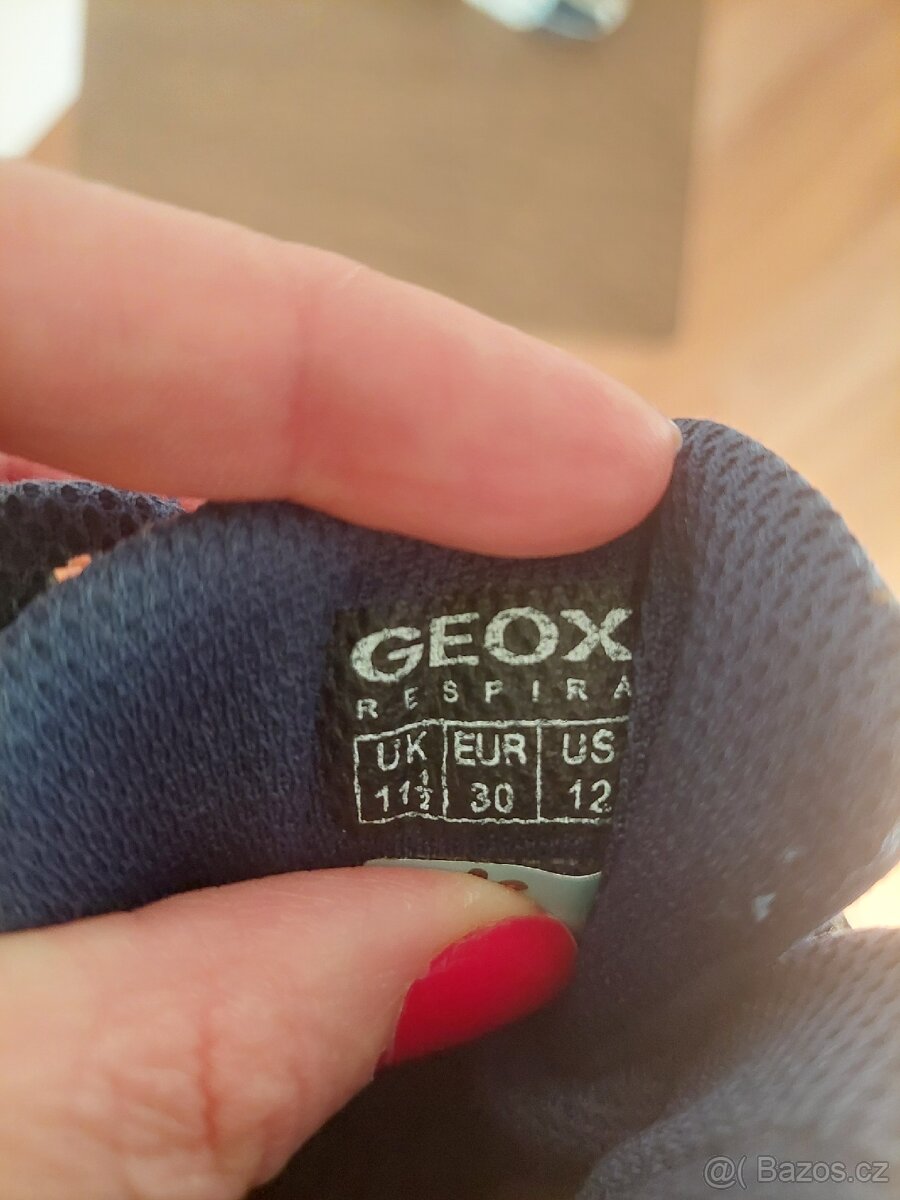 GEOX
RESPIRA
UK EUR US
11½ 30 12
@( Bazos.cz